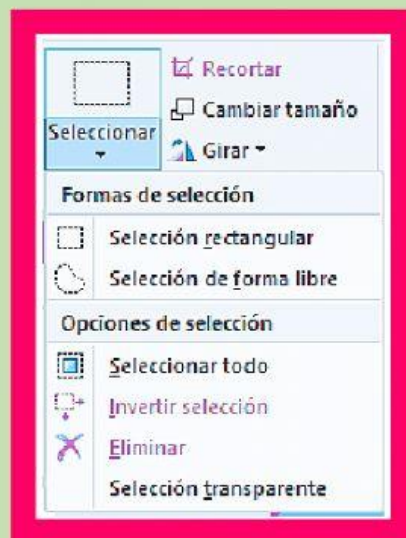 Seleccionar
Recortar
Cambiar tamaño
Girar
Formas de selección
Selección rectangular
Selección de forma libre
Opciones de selección
Seleccionar todo
Invertir selección
Eliminar
Selección transparente